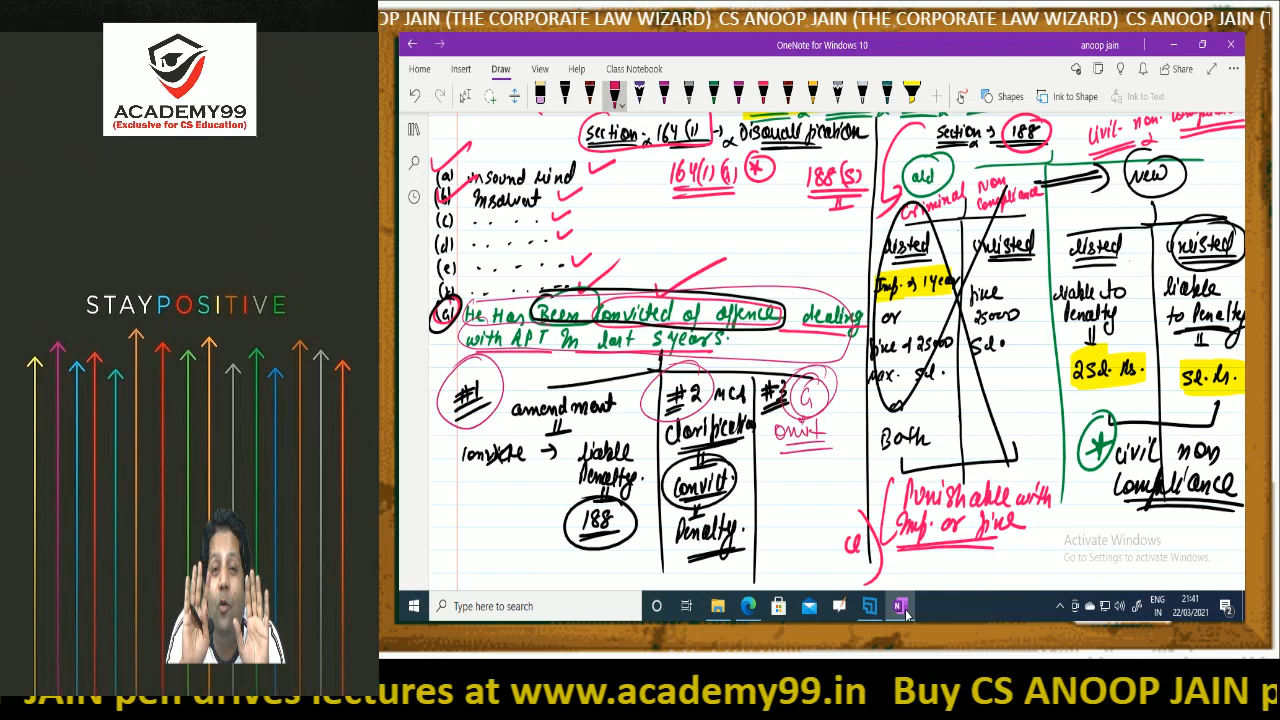 OP JAIN (THE CORPORATE LAW WIZARD) CS ANOOP JAIN (THE CORPORATE LAW WIZARD) CS ANOOP JAIN (T
ACADEMY99
(Exclusive for CS Education)
STAYPOSITIVE
OneNote for Windows 10
anoop jain
Home Insert Draw View Help Class Notebook
Share
Shapes Ink to Shape Ink to Text
Section: 164(1) → Disqualification
164(1)(g) *
188(5)
(a) Unsound mind
(b) Insolvent
(c) . . . . .
(d) . . . . .
(e) . . . . .
(g) He Has Been Convicted of offence dealing
with RPT in last 5 years.
#1
amendment
→ liable
Penalty.
188
#2 MCA
Clarification
Convict
Penalty.
#3 G
omit
Section → 188
Civil non
old
Criminal
Non
Compliance
New
listed
Imp. of 1 year
or
fine of 25000
max. 5 l.
or
Both
unlisted
fine
25000
5 l.
Punishable with
Imp. or fine
listed
liable to
Penalty
25 l. Rs.
unlisted
liable
to Penalty
5 l. Rs.
* Civil non
Compliance
Activate Windows
Go to Settings to activate Windows.
Type here to search
ENG
IN
21:41
22/03/2021
2
JAIN pen drives lectures at www.academy99.in Buy CS ANOOP JAIN p